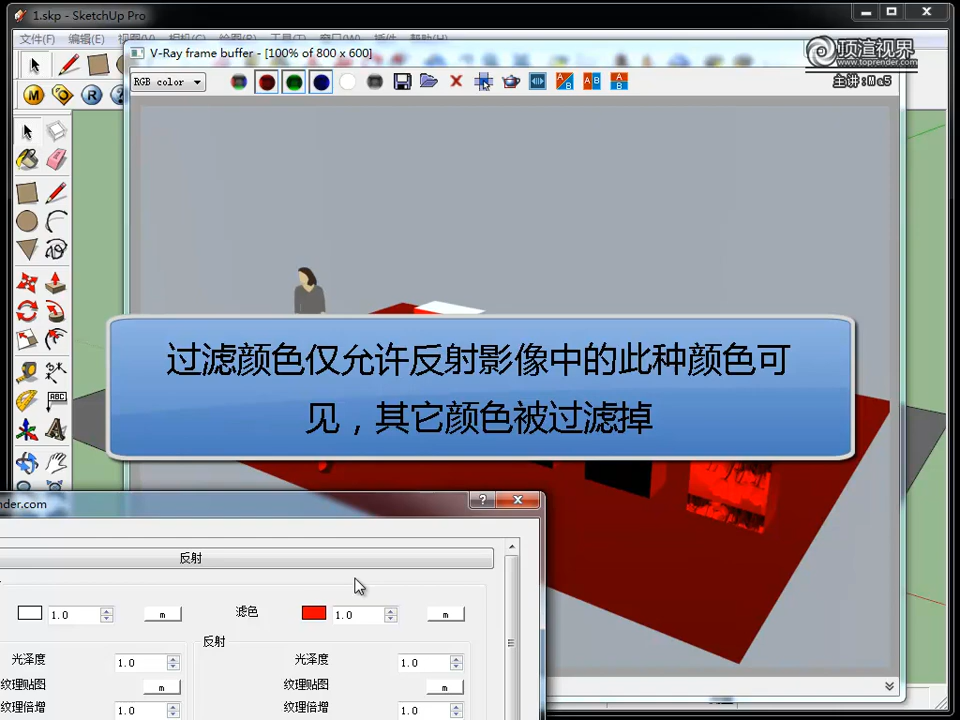 1.skp - SketchUp Pro
文件(F) 编辑(E)
V-Ray frame buffer - [100% of 800 x 600]
顶渲视界
www.toprender.com
主讲:Ma5
RGB color
M R ?
A B A B A B
ABC
过滤颜色仅允许反射影像中的此种颜色可
见，其它颜色被过滤掉
nder.com
?
反射
1.0 m 滤色 1.0 m
反射
光泽度 1.0 光泽度 1.0
纹理贴图 m 纹理贴图 m
纹理倍增 1.0 纹理倍增 1.0